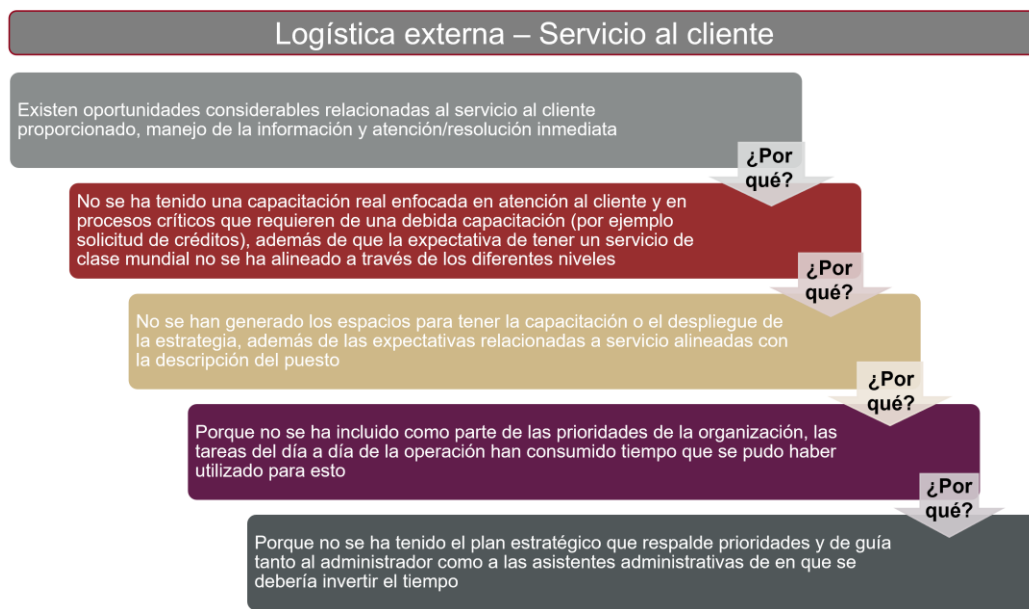 Logística externa – Servicio al cliente
Existen oportunidades considerables relacionadas al servicio al cliente
proporcionado, manejo de la información y atención/resolución inmediata
¿Por
qué?
No se ha tenido una capacitación real enfocada en atención al cliente y en
procesos críticos que requieren de una debida capacitación (por ejemplo
solicitud de créditos), además de que la expectativa de tener un servicio de
clase mundial no se ha alineado a través de los diferentes niveles
¿Por
qué?
No se han generado los espacios para tener la capacitación o el despliegue de
la estrategia, además de las expectativas relacionadas a servicio alineadas con
la descripción del puesto
¿Por
qué?
Porque no se ha incluido como parte de las prioridades de la organización, las
tareas del día a día de la operación han consumido tiempo que se pudo haber
utilizado para esto
¿Por
qué?
Porque no se ha tenido el plan estratégico que respalde prioridades y de guía
tanto al administrador como a las asistentes administrativas de en que se
debería invertir el tiempo